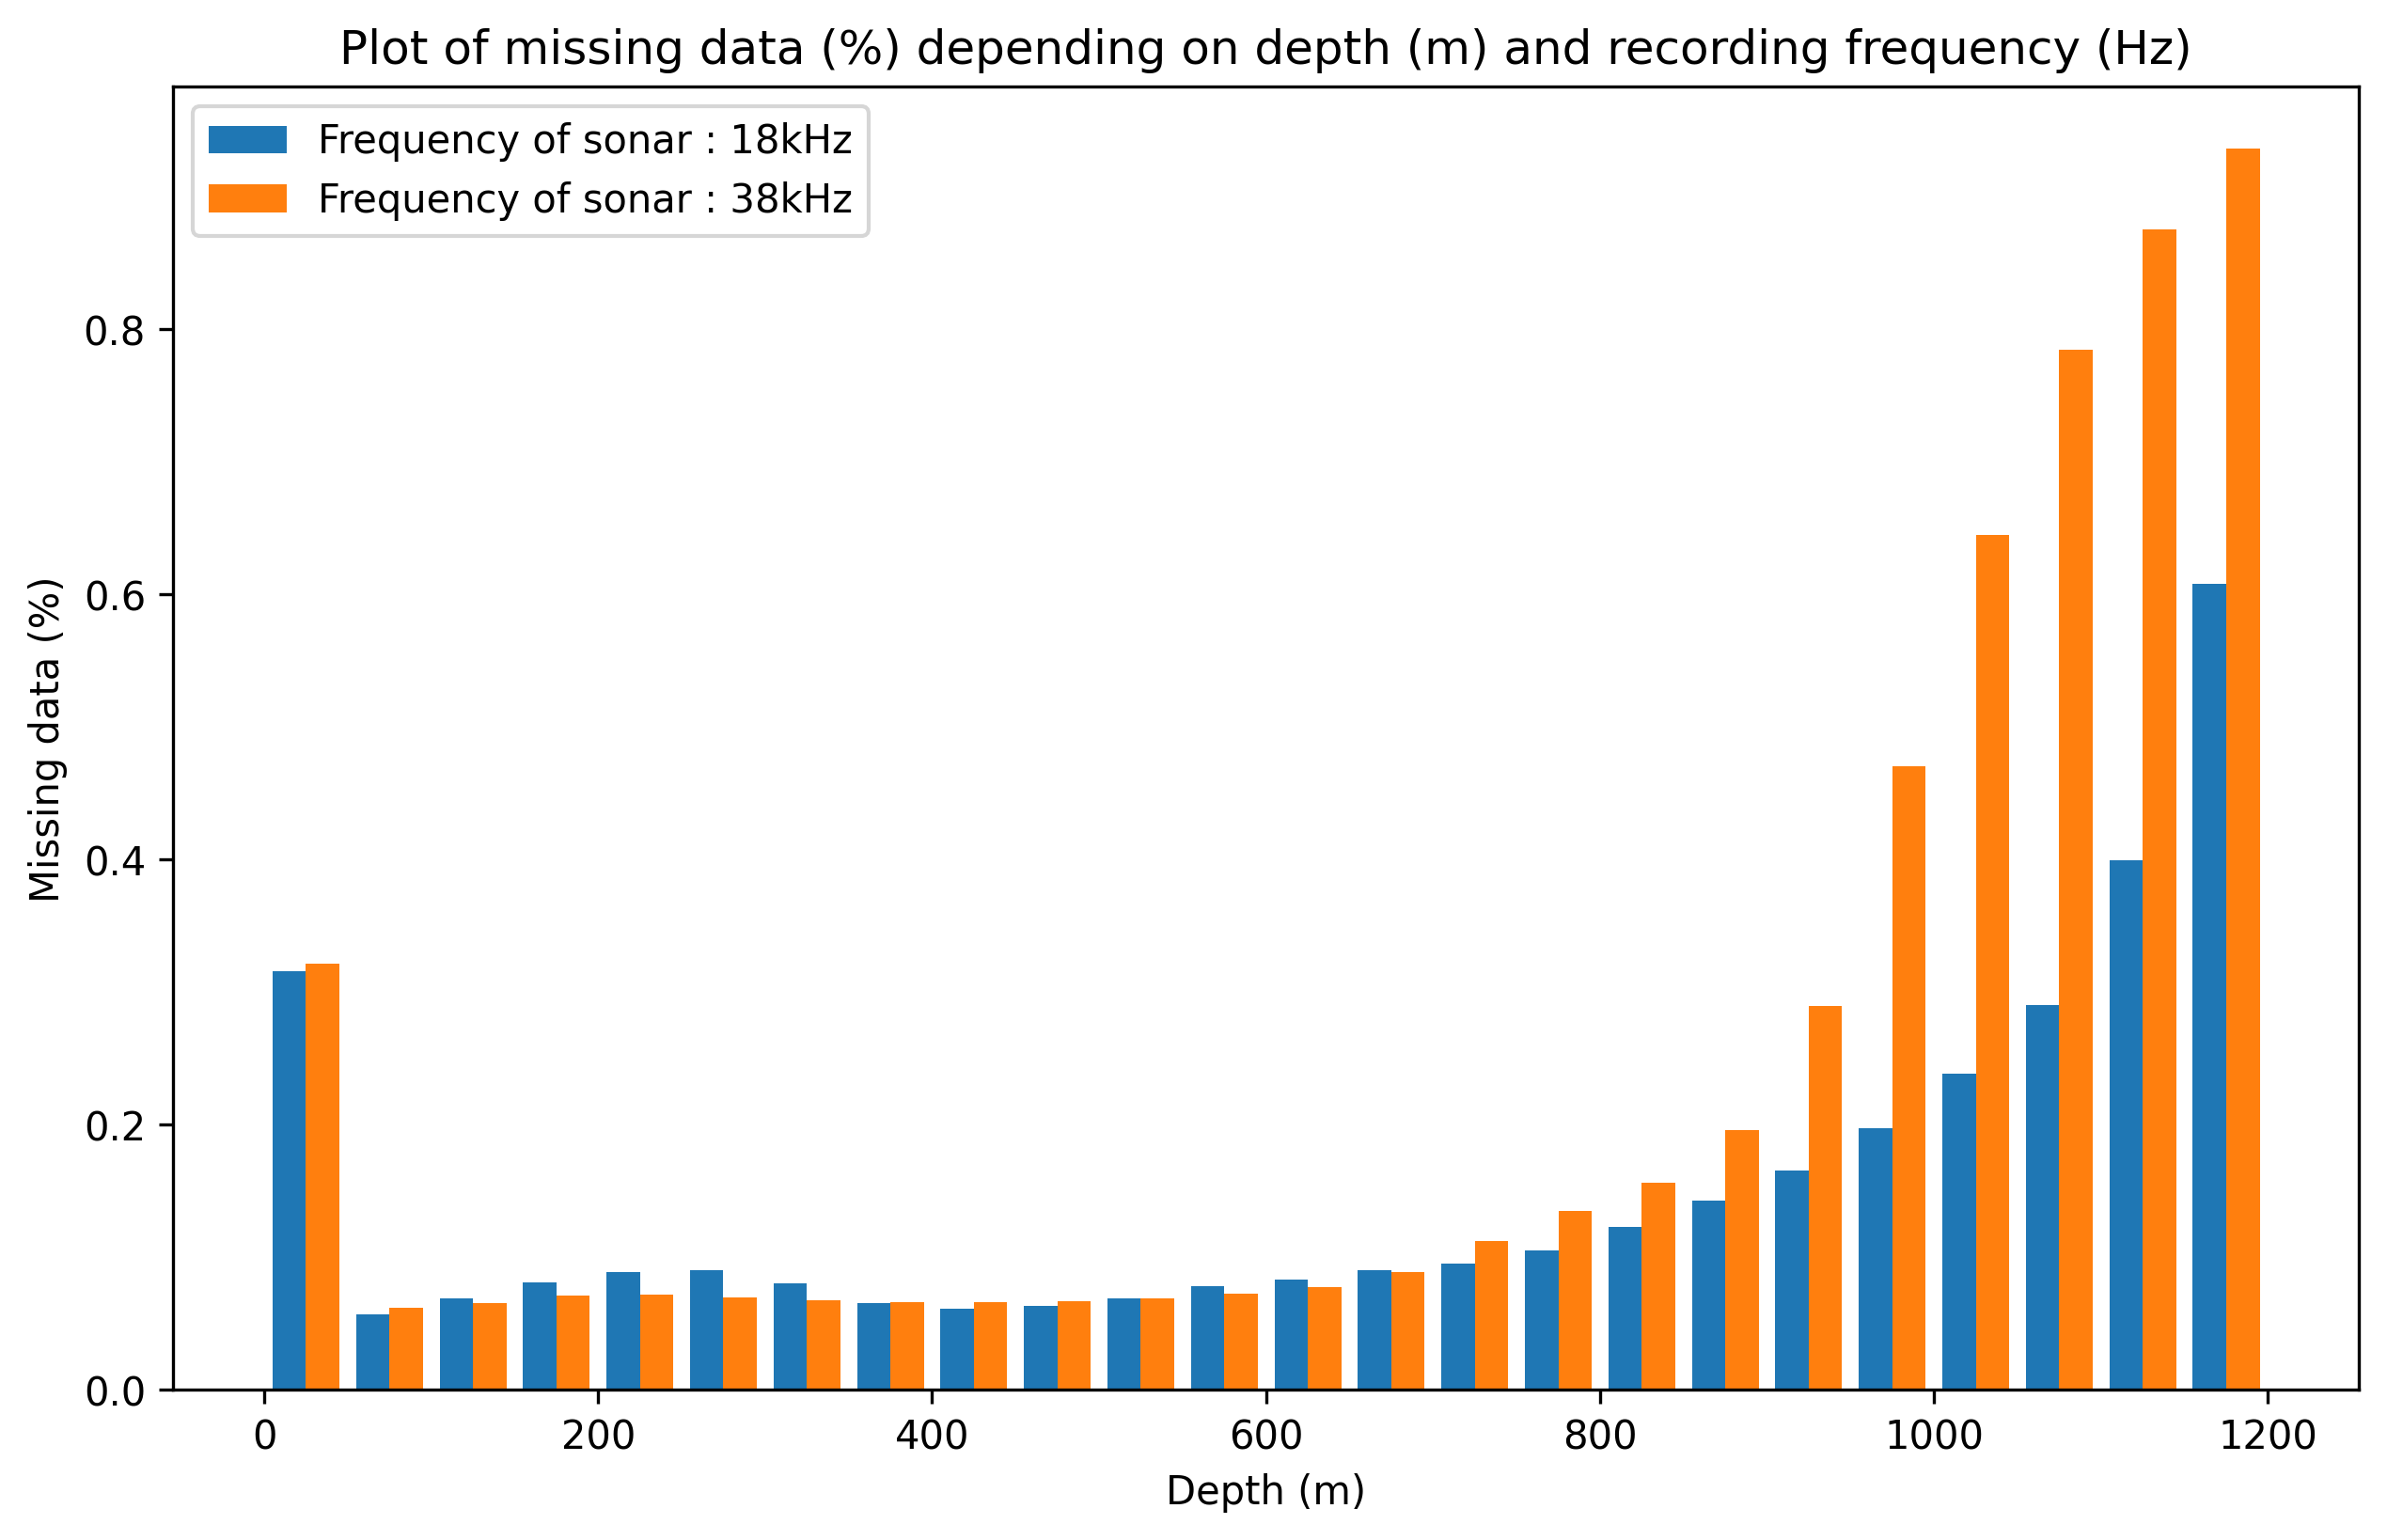 Plot of missing data (%) depending on depth (m) and recording frequency (Hz)
Frequency of sonar : 18kHz
Frequency of sonar : 38kHz
Missing data (%)
0.8
0.6
0.4
0.2
0.0
0 200 400 600 800 1000 1200
Depth (m)